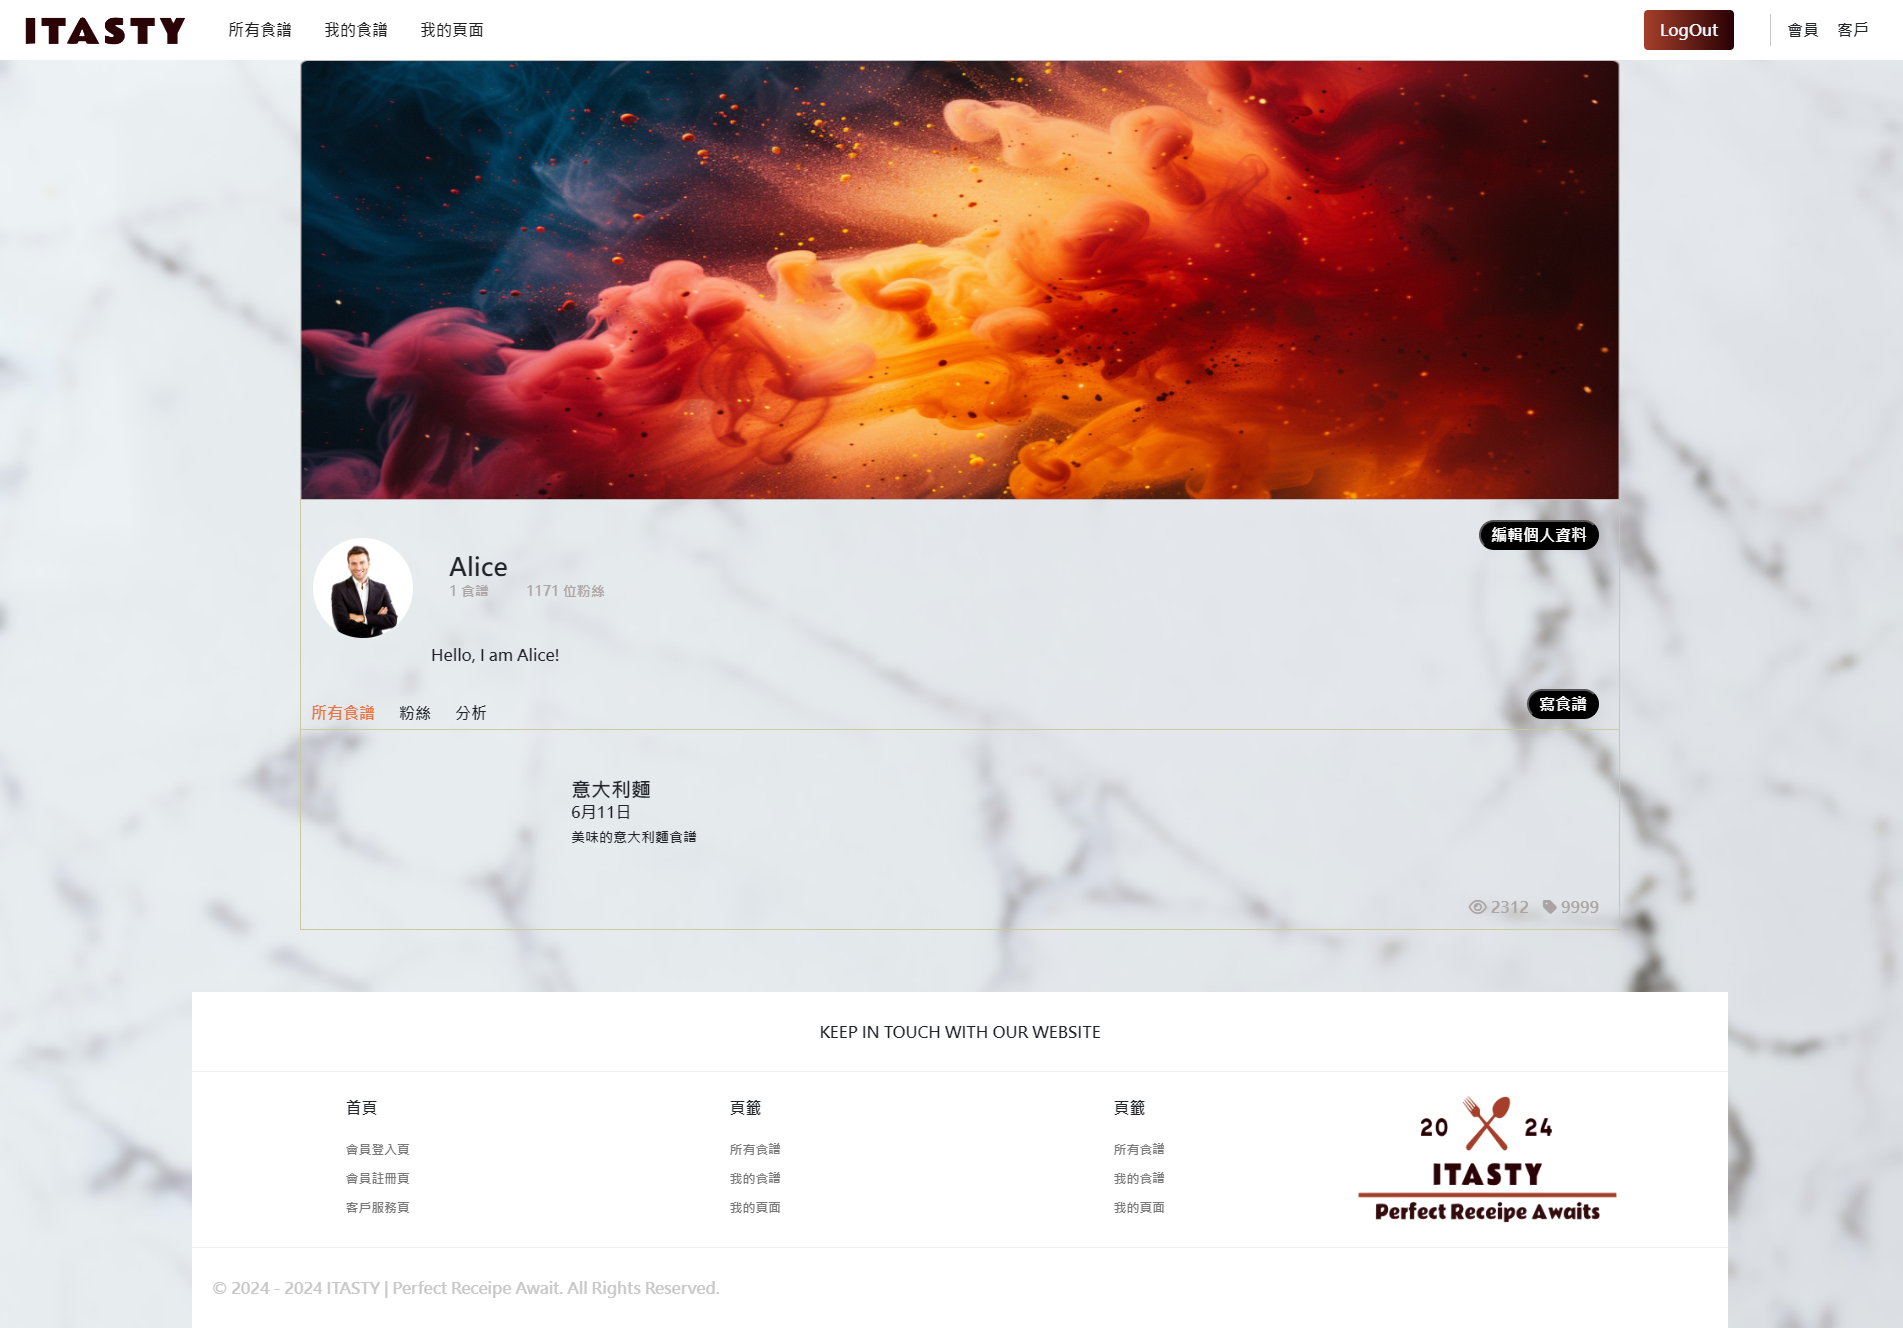 ITASTY 所有食譜 我的食譜 我的頁面 LogOut 會員 客戶
編輯個人資料
Alice
1 食譜 1171 位粉絲
Hello, I am Alice!
所有食譜 粉絲 分析 寫食譜
意大利麵
6月11日
美味的意大利麵食譜
2312 9999
KEEP IN TOUCH WITH OUR WEBSITE
首頁
會員登入頁
會員註冊頁
客戶服務頁
頁籤
所有食譜
我的食譜
我的頁面
頁籤
所有食譜
我的食譜
我的頁面
20 24
ITASTY
Perfect Receipe Awaits
© 2024 - 2024 ITASTY | Perfect Receipe Await. All Rights Reserved.